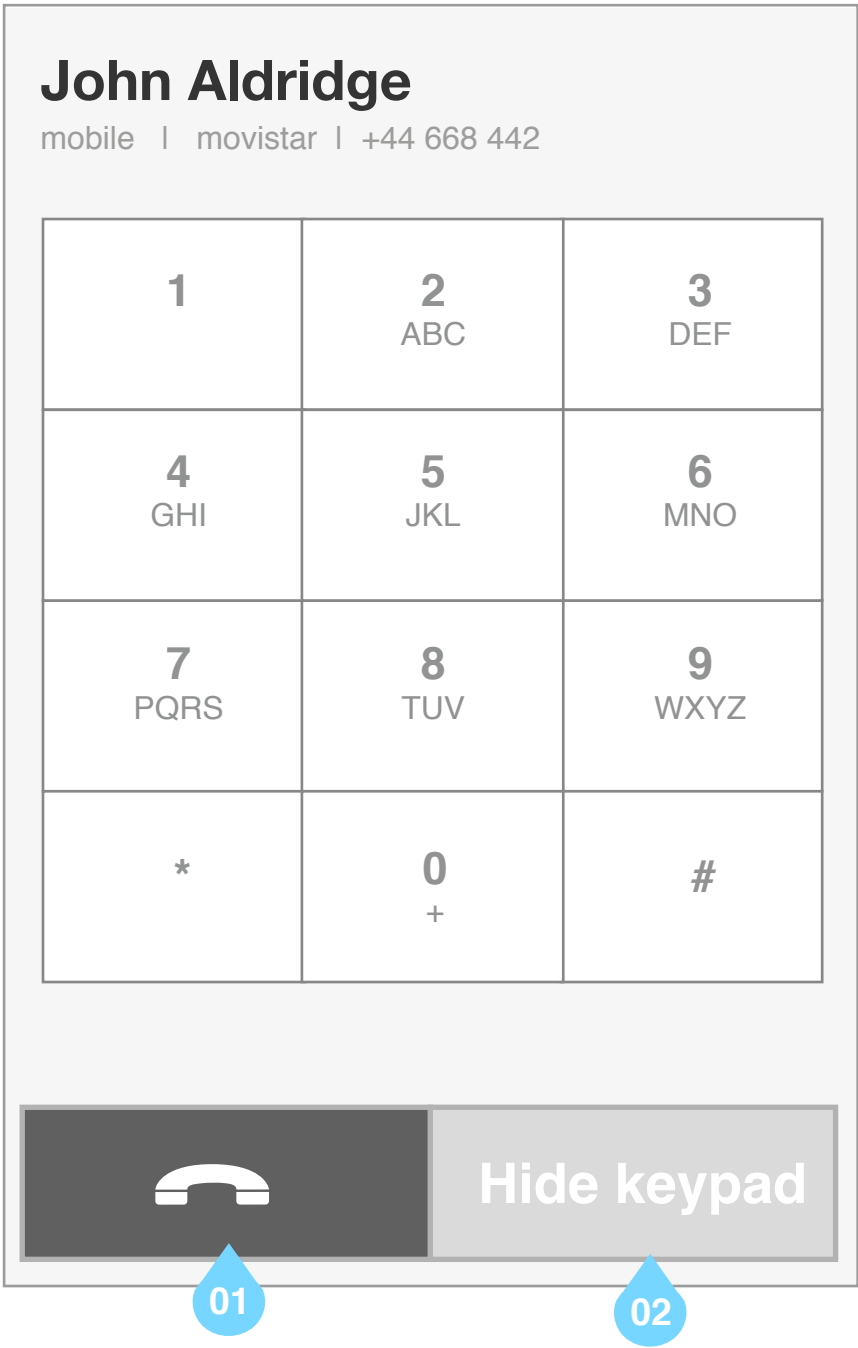 John Aldridge
mobile l movistar l +44 668 442
1 2 3
ABC DEF
4 5 6
GHI JKL MNO
7 8 9
PQRS TUV WXYZ
* 0 #
+
Hide keypad
01 02